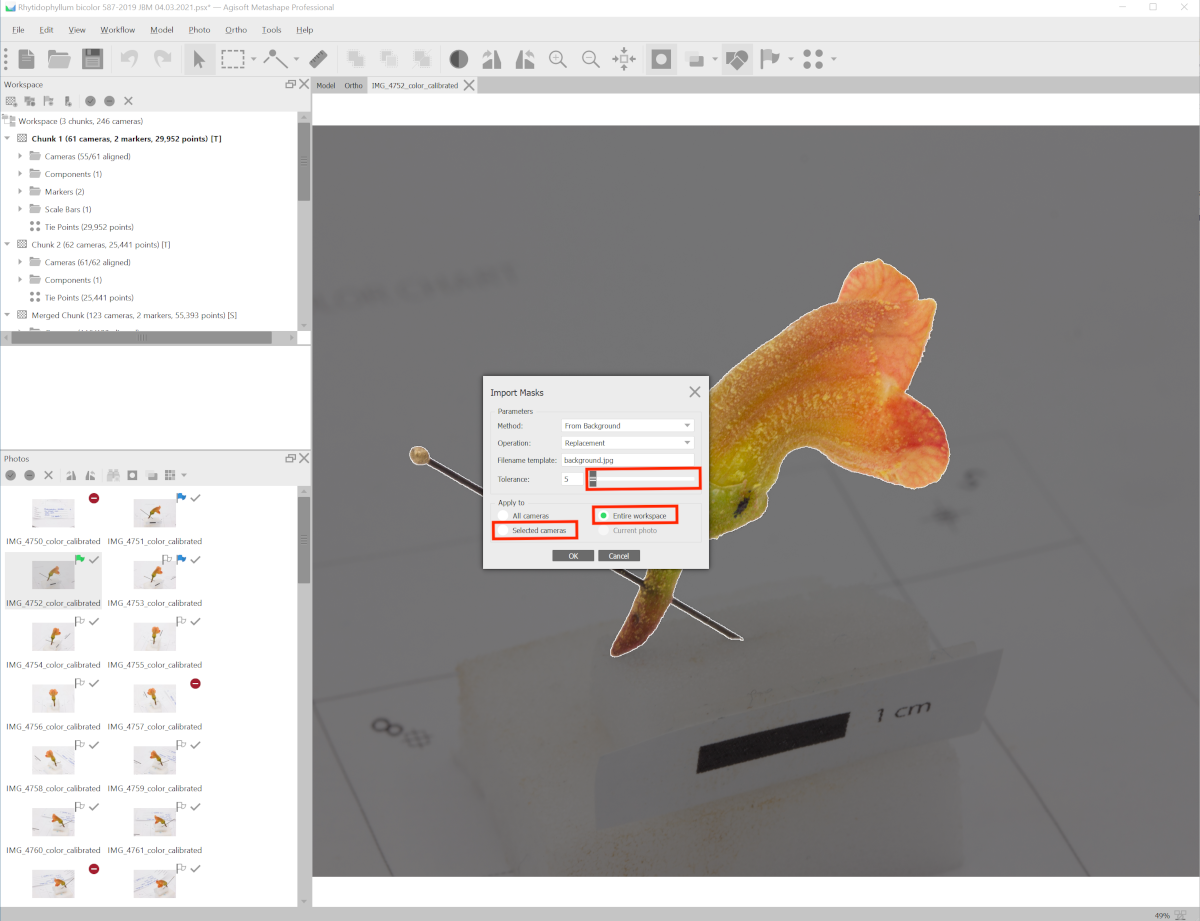 Rhytidophyllum bicolor 587-2019 JBM 04.03.2021.psx* — Agisoft Metashape Professional
File Edit View Workflow Model Photo Ortho Tools Help
Workspace
Model Ortho IMG_4752_color_calibrated
Workspace (3 chunks, 246 cameras)
Chunk 1 (61 cameras, 2 markers, 29,952 points) [T]
Cameras (55/61 aligned)
Components (1)
Markers (2)
Scale Bars (1)
Tie Points (29,952 points)
Chunk 2 (62 cameras, 25,441 points) [T]
Cameras (61/62 aligned)
Components (1)
Tie Points (25,441 points)
Merged Chunk (123 cameras, 2 markers, 55,393 points) [S]
Import Masks
Parameters
Method: From Background
Operation: Replacement
Filename template: background.jpg
Tolerance: 5
Apply to
All cameras Entire workspace
Selected cameras Current photo
OK Cancel
1 cm
Photos
IMG_4750_color_calibrated IMG_4751_color_calibrated
IMG_4752_color_calibrated IMG_4753_color_calibrated
IMG_4754_color_calibrated IMG_4755_color_calibrated
IMG_4756_color_calibrated IMG_4757_color_calibrated
IMG_4758_color_calibrated IMG_4759_color_calibrated
IMG_4760_color_calibrated IMG_4761_color_calibrated
49%